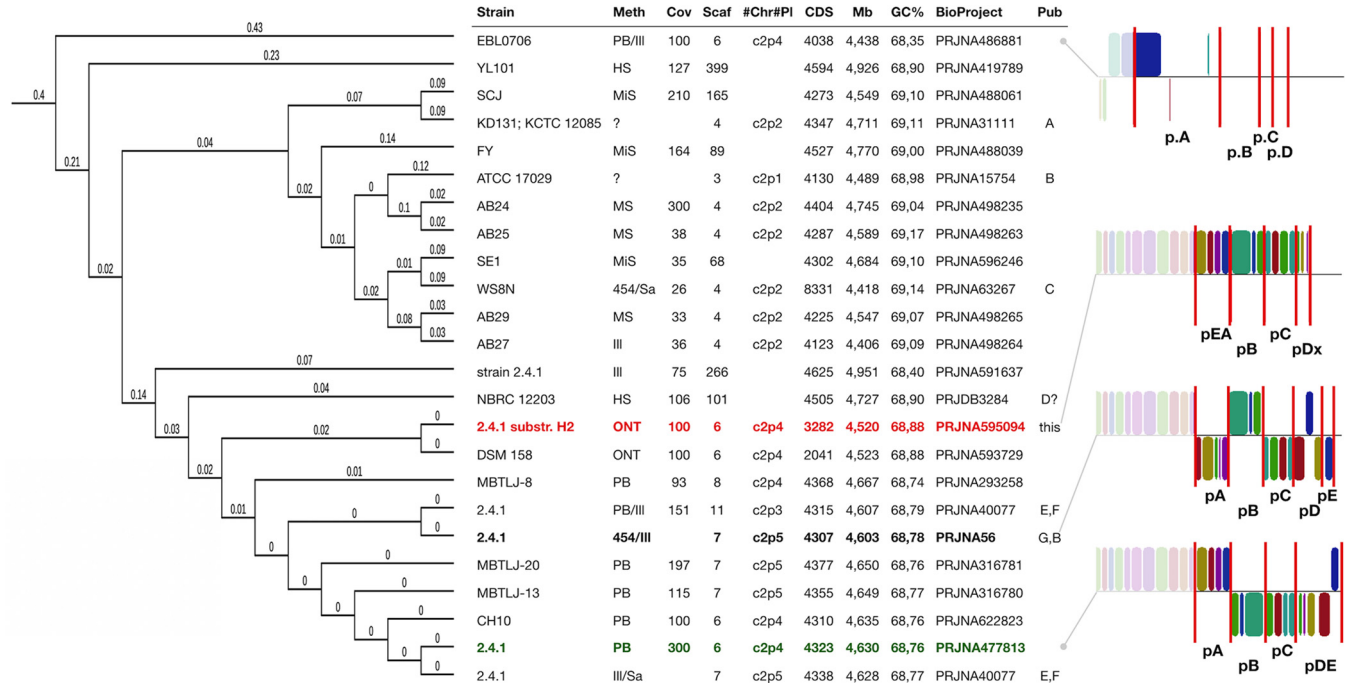 Strain Meth Cov Scaf #Chr#Pl CDS Mb GC% BioProject Pub
0.43 EBL0706 PB/Ill 100 6 c2p4 4038 4,438 68,35 PRJNA486881
0.23 YL101 HS 127 399 4594 4,926 68,90 PRJNA419789
0.4
0.09 SCJ MiS 210 165 4273 4,549 69,10 PRJNA488061
0.07
0.09 KD131; KCTC 12085 ? 4 c2p2 4347 4,711 69,11 PRJNA31111 A
p.A p.B p.C p.D
0.04
0.14 FY MiS 164 89 4527 4,770 69,00 PRJNA488039
0.21
0.12 ATCC 17029 ? 3 c2p1 4130 4,489 68,98 PRJNA15754 B
0.02 0
0.02 AB24 MS 300 4 c2p2 4404 4,745 69,04 PRJNA498235
0.1
0.02 AB25 MS 38 4 c2p2 4287 4,589 69,17 PRJNA498263
0.01
0.09 SE1 MiS 35 68 4302 4,684 69,10 PRJNA596246
0.02 0.01
0.09 WS8N 454/Sa 26 4 c2p2 8331 4,418 69,14 PRJNA63267 C
0.02
0.03 AB29 MS 33 4 c2p2 4225 4,547 69,07 PRJNA498265
0.08
0.03 AB27 Ill 36 4 c2p2 4123 4,406 69,09 PRJNA498264
pEA pB pC pDx
0.07 strain 2.4.1 Ill 75 266 4625 4,951 68,40 PRJNA591637
0.14
0.04 NBRC 12203 HS 106 101 4505 4,727 68,90 PRJDB3284 D?
0.03
0 2.4.1 substr. H2 ONT 100 6 c2p4 3282 4,520 68,88 PRJNA595094 this
0.02
0 DSM 158 ONT 100 6 c2p4 2041 4,523 68,88 PRJNA593729
0.02
0.01 MBTLJ-8 PB 93 8 c2p4 4368 4,667 68,74 PRJNA293258
0.01
0 2.4.1 PB/Ill 151 11 c2p3 4315 4,607 68,79 PRJNA40077 E,F
0
0 2.4.1 454/Ill 7 c2p5 4307 4,603 68,78 PRJNA56 G,B
pA pB pC pD pE
0
0 MBTLJ-20 PB 197 7 c2p5 4377 4,650 68,76 PRJNA316781
0
0 MBTLJ-13 PB 115 7 c2p5 4355 4,649 68,77 PRJNA316780
0
0 CH10 PB 100 6 c2p4 4310 4,635 68,76 PRJNA622823
0
0 2.4.1 PB 300 6 c2p4 4323 4,630 68,76 PRJNA477813
0
0 2.4.1 Ill/Sa 7 c2p5 4338 4,628 68,77 PRJNA40077 E,F
pA pB pC pDE